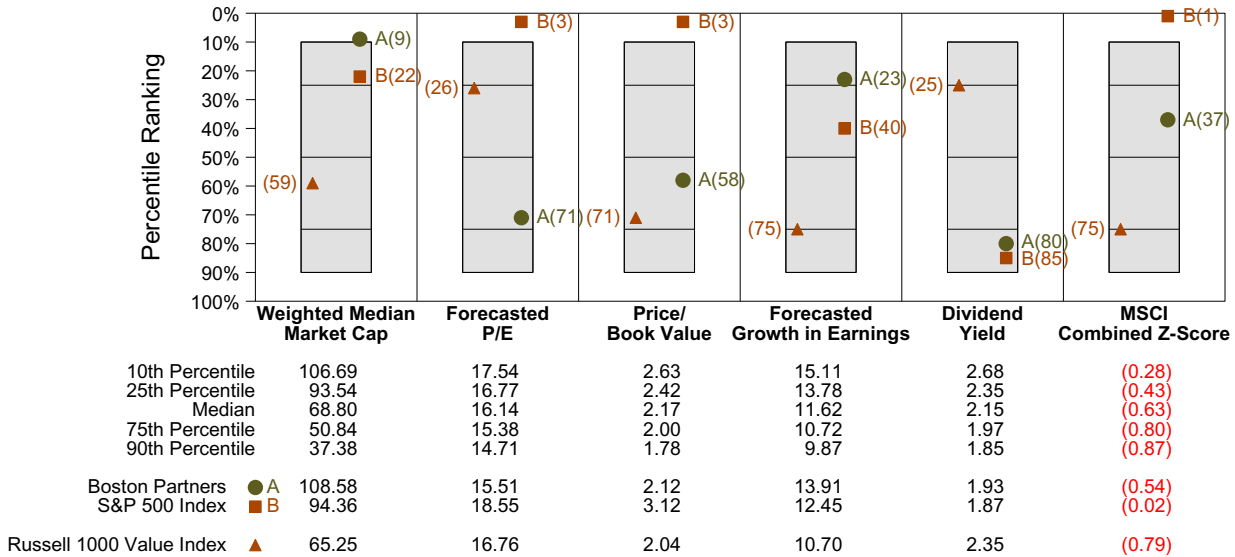 Percentile Ranking
0%
10%
20%
30%
40%
50%
60%
70%
80%
90%
100%
A(9)
B(22)
(59)
B(3)
(26)
A(71)
B(3)
A(58)
(71)
A(23)
B(40)
(75)
(25)
A(80)
B(85)
B(1)
A(37)
(75)
Weighted Median Market Cap
Forecasted P/E
Price/ Book Value
Forecasted Growth in Earnings
Dividend Yield
MSCI Combined Z-Score
10th Percentile 106.69 17.54 2.63 15.11 2.68 (0.28)
25th Percentile 93.54 16.77 2.42 13.78 2.35 (0.43)
Median 68.80 16.14 2.17 11.62 2.15 (0.63)
75th Percentile 50.84 15.38 2.00 10.72 1.97 (0.80)
90th Percentile 37.38 14.71 1.78 9.87 1.85 (0.87)
Boston Partners A 108.58 15.51 2.12 13.91 1.93 (0.54)
S&P 500 Index B 94.36 18.55 3.12 12.45 1.87 (0.02)
Russell 1000 Value Index 65.25 16.76 2.04 10.70 2.35 (0.79)